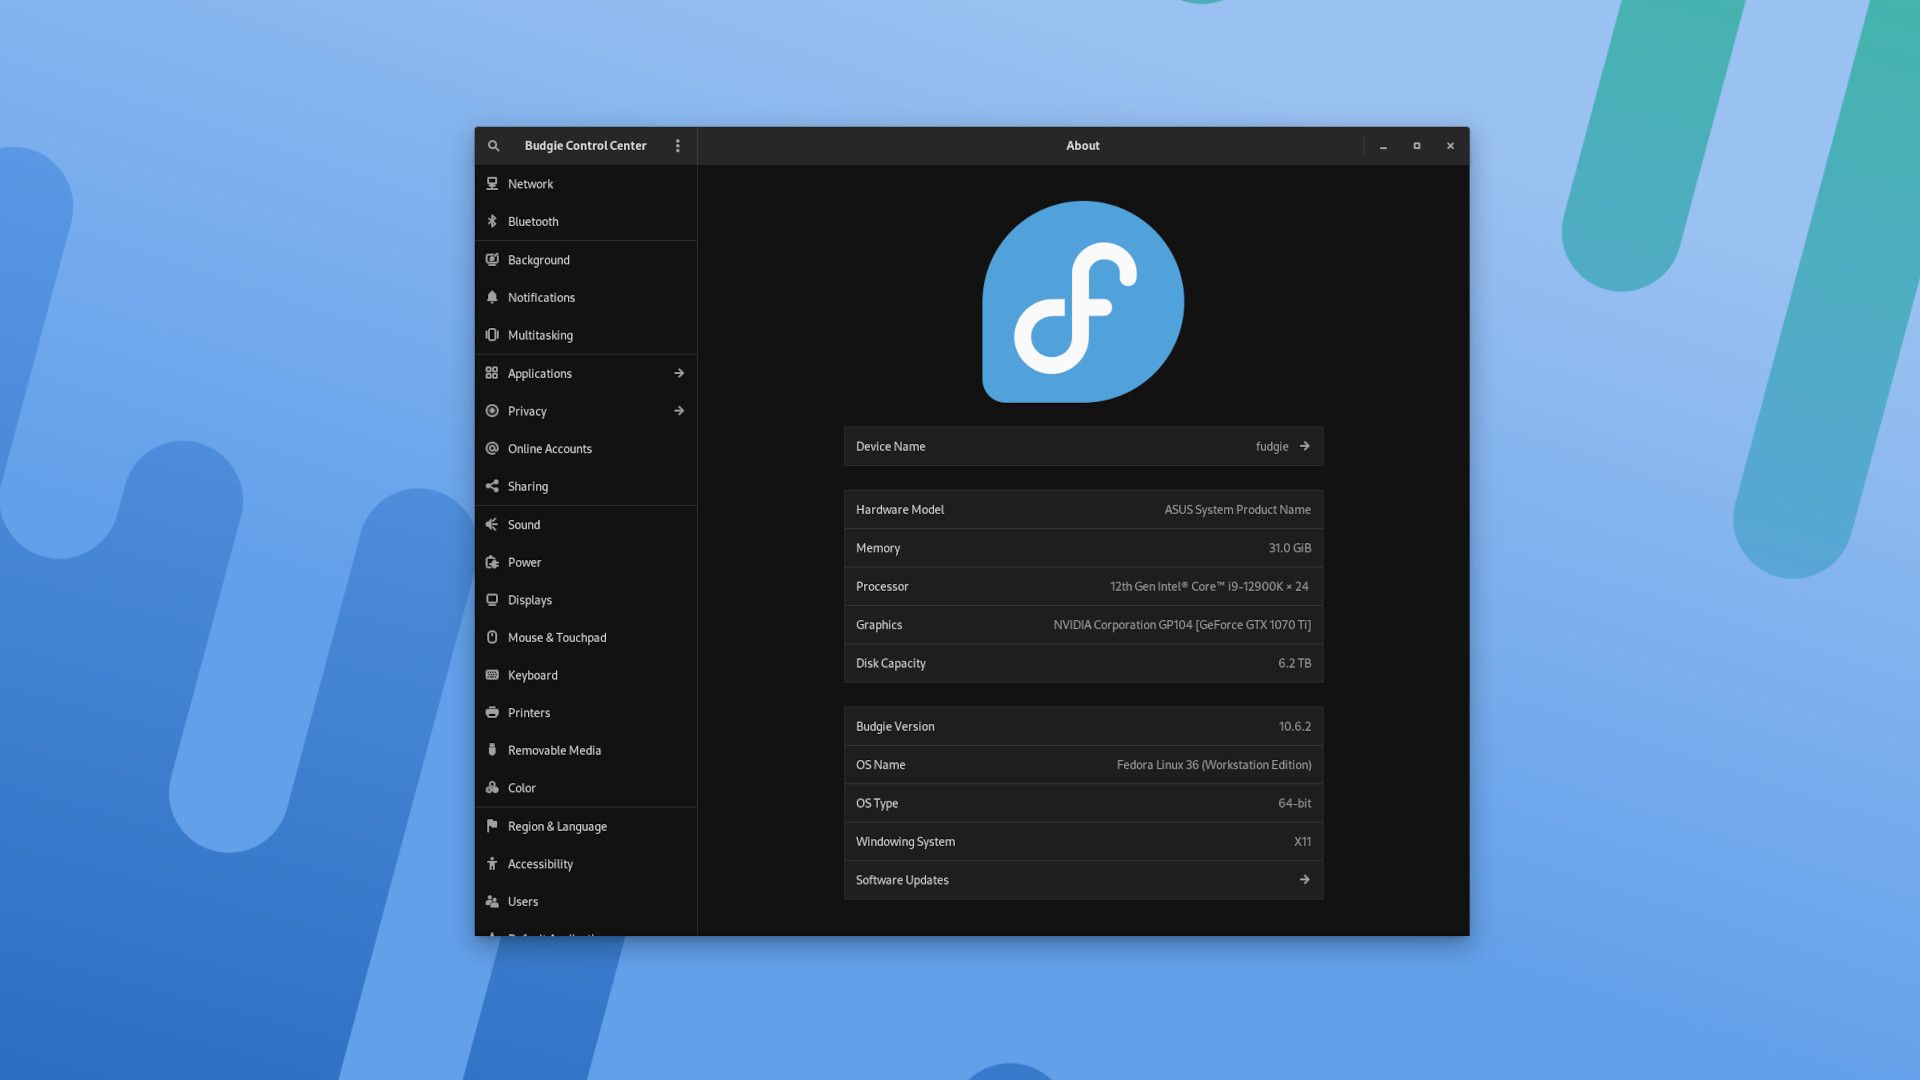 Budgie Control Center
About
Network
Bluetooth
Background
Notifications
Multitasking
Applications
Privacy
Online Accounts
Sharing
Sound
Power
Displays
Mouse & Touchpad
Keyboard
Printers
Removable Media
Color
Region & Language
Accessibility
Users
Device Name fudgie
Hardware Model ASUS System Product Name
Memory 31.0 GiB
Processor 12th Gen Intel® Core™ i9-12900K × 24
Graphics NVIDIA Corporation GP104 [GeForce GTX 1070 Ti]
Disk Capacity 6.2 TB
Budgie Version 10.6.2
OS Name Fedora Linux 36 (Workstation Edition)
OS Type 64-bit
Windowing System X11
Software Updates